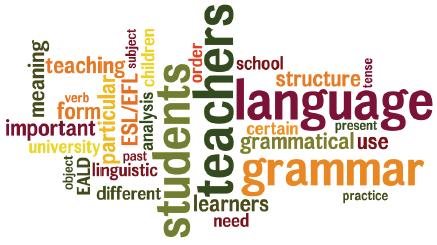 meaning
teaching
verb
form
important
university
object
EALD
particular
ESL/EFL
subject
children
analysis
past
linguistic
different
students
order
teachers
school
structure
tense
language
certain
present
grammatical
use
grammar
learners
need
practice